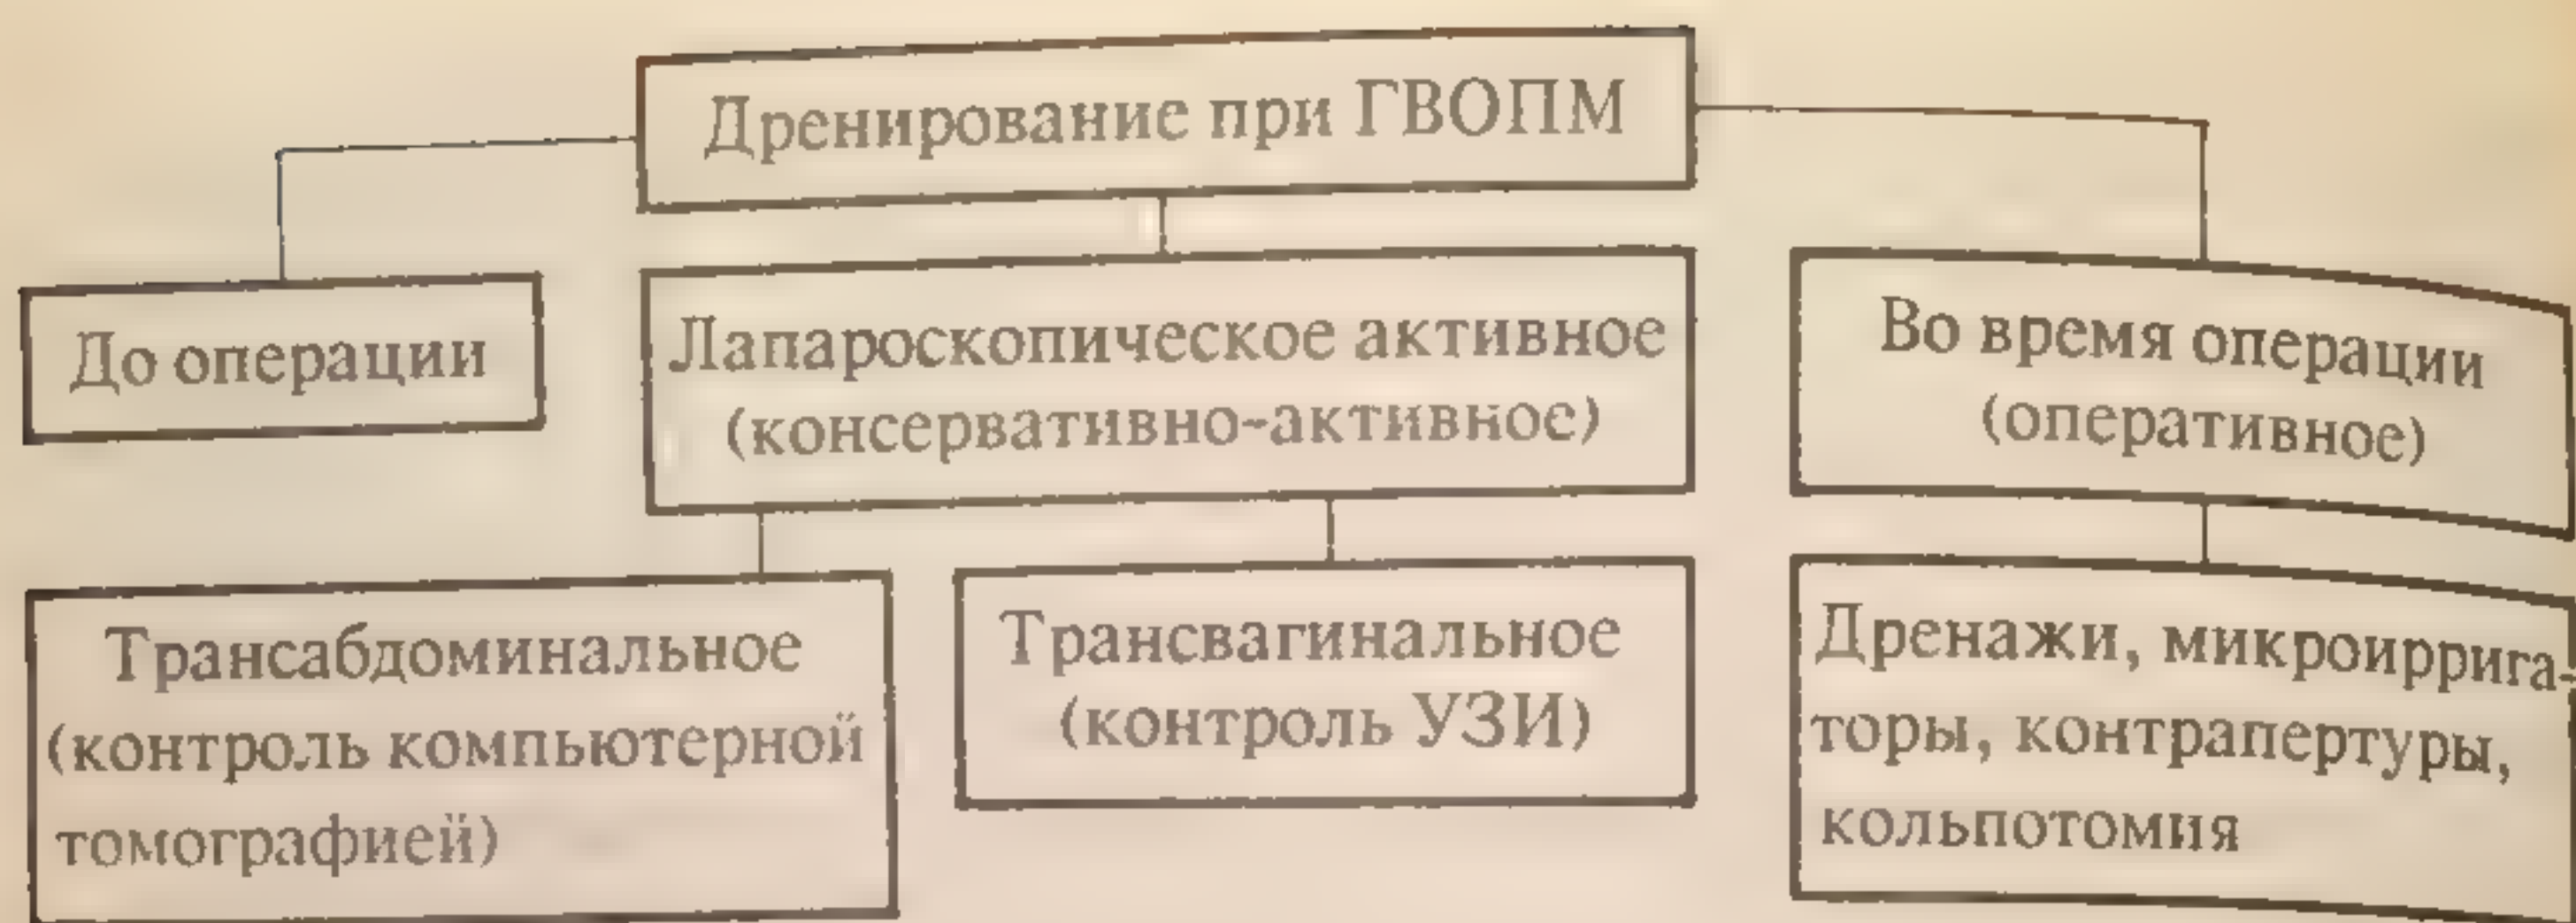 Дренирование при ГВОПМ
До операции
Лапароскопическое активное
(консервативно-активное)
Во время операции
(оперативное)
Трансабдоминальное
(контроль компьютерной
томографией)
Трансвагинальное
(контроль УЗИ)
Дренажи, микроиррига-
торы, контрапертуры,
кольпотомия